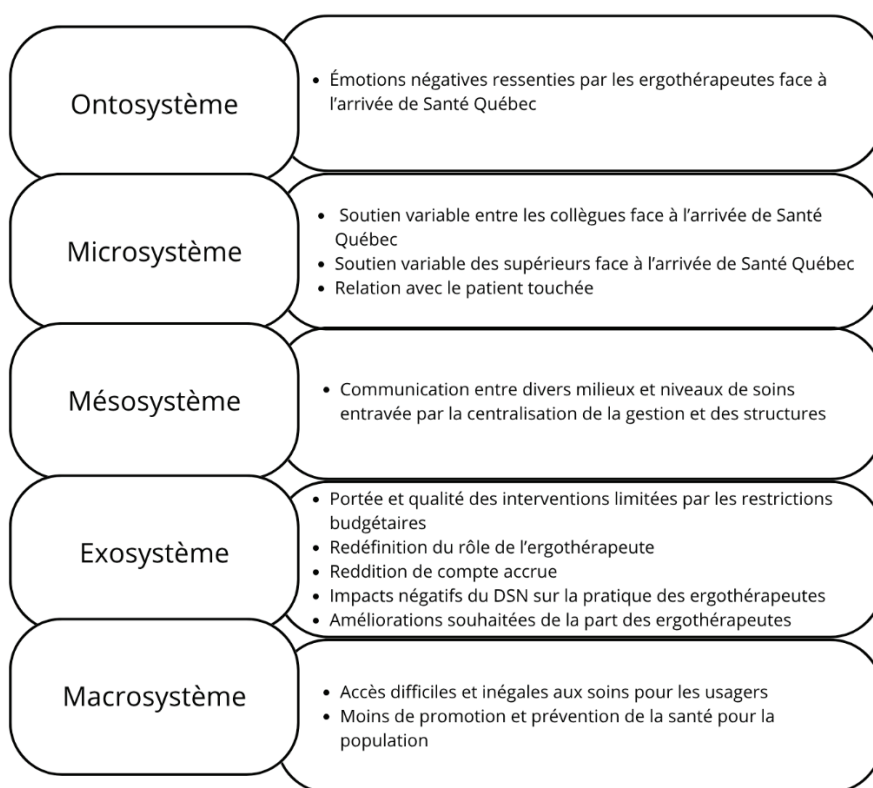 Ontosystème
• Émotions négatives ressenties par les ergothérapeutes face à
l'arrivée de Santé Québec
Microsystème
• Soutien variable entre les collègues face à l'arrivée de Santé
Québec
• Soutien variable des supérieurs face à l'arrivée de Santé Québec
• Relation avec le patient touchée
Mésosystème
• Communication entre divers milieux et niveaux de soins
entravée par la centralisation de la gestion et des structures
Exosystème
• Portée et qualité des interventions limitées par les restrictions
budgétaires
• Redéfinition du rôle de l'ergothérapeute
• Reddition de compte accrue
• Impacts négatifs du DSN sur la pratique des ergothérapeutes
• Améliorations souhaitées de la part des ergothérapeutes
Macrosystème
• Accès difficiles et inégales aux soins pour les usagers
• Moins de promotion et prévention de la santé pour la
population